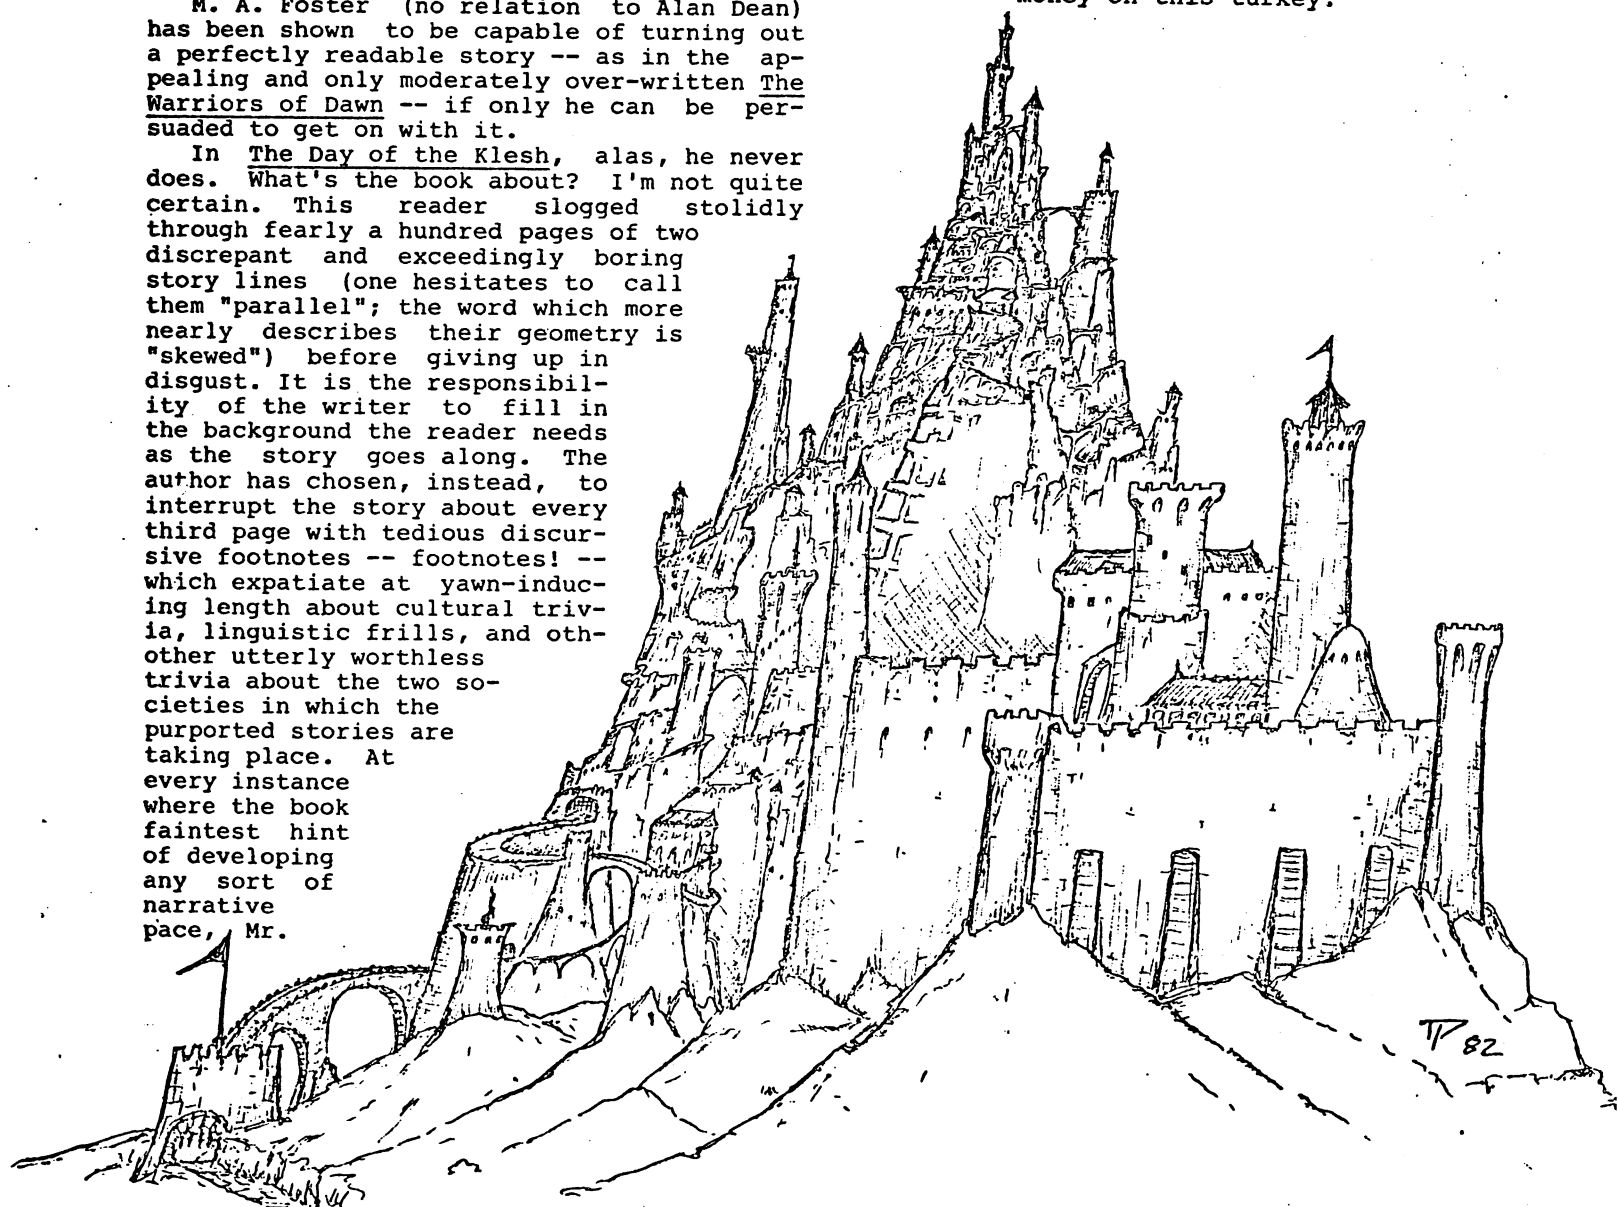 M. A. Foster (no relation to Alan Dean)
has been shown to be capable of turning out
a perfectly readable story -- as in the ap-
pealing and only moderately over-written The
Warriors of Dawn -- if only he can be per-
suaded to get on with it.
In The Day of the Klesh, alas, he never
does. What's the book about? I'm not quite
certain. This reader slogged stolidly
through fearly a hundred pages of two
discrepant and exceedingly boring
story lines (one hesitates to call
them "parallel"; the word which more
nearly describes their geometry is
"skewed") before giving up in
disgust. It is the responsibil-
ity of the writer to fill in
the background the reader needs
as the story goes along. The
author has chosen, instead, to
interrupt the story about every
third page with tedious discur-
sive footnotes -- footnotes! --
which expatiate at yawn-induc-
ing length about cultural triv-
ia, linguistic frills, and oth-
other utterly worthless
trivia about the two so-
cieties in which the
purported stories are
taking place. At
every instance
where the book
faintest hint
of developing
any sort of
narrative
pace, Mr.
money on this turkey.
TP 82